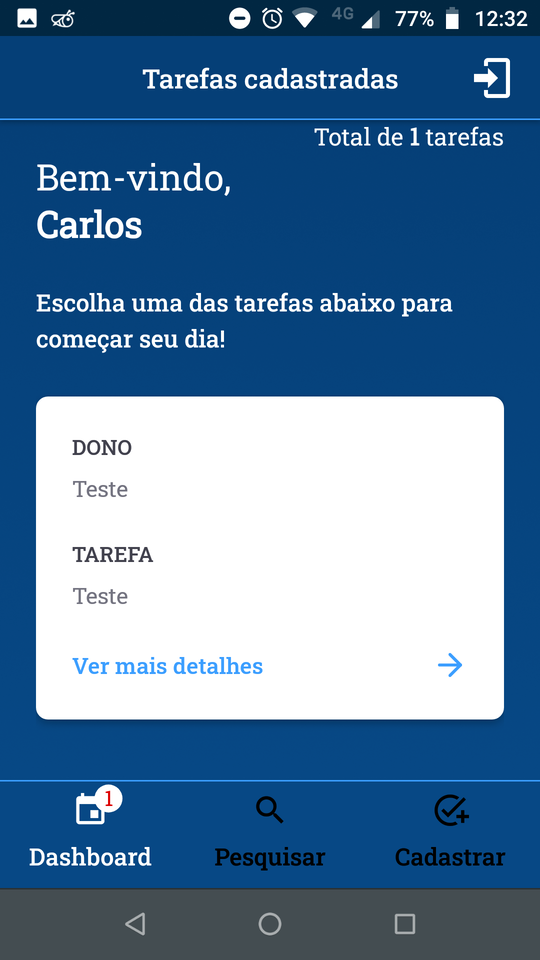 4G 77% 12:32
Tarefas cadastradas
Total de 1 tarefas
Bem-vindo,
Carlos
Escolha uma das tarefas abaixo para
começar seu dia!
DONO
Teste
TAREFA
Teste
Ver mais detalhes
1
Dashboard Pesquisar Cadastrar